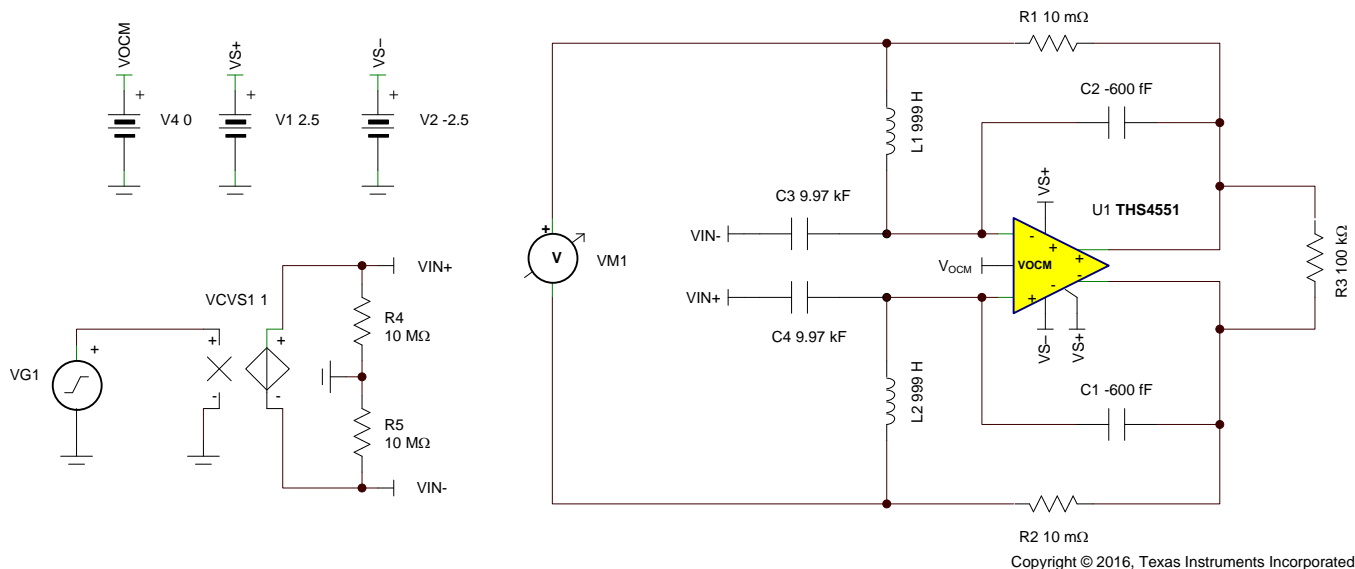 VOCM
VS+
VS−
+
+
+
V4 0
V1 2.5
V2 -2.5
R1 10 mΩ
C2 -600 fF
L1 999 H
C3 9.97 kF
VIN-
VS+
U1 THS4551
-
+
+
+
V
VM1
VOCM
VOCM
R3 100 kΩ
VIN+
VCVS1 1
VIN+
+
-
-
C4 9.97 kF
VS−
VS+
R4
10 MΩ
+
+
+
VG1
-
-
L2 999 H
C1 -600 fF
R5
10 MΩ
VIN-
R2 10 mΩ
Copyright © 2016, Texas Instruments Incorporated